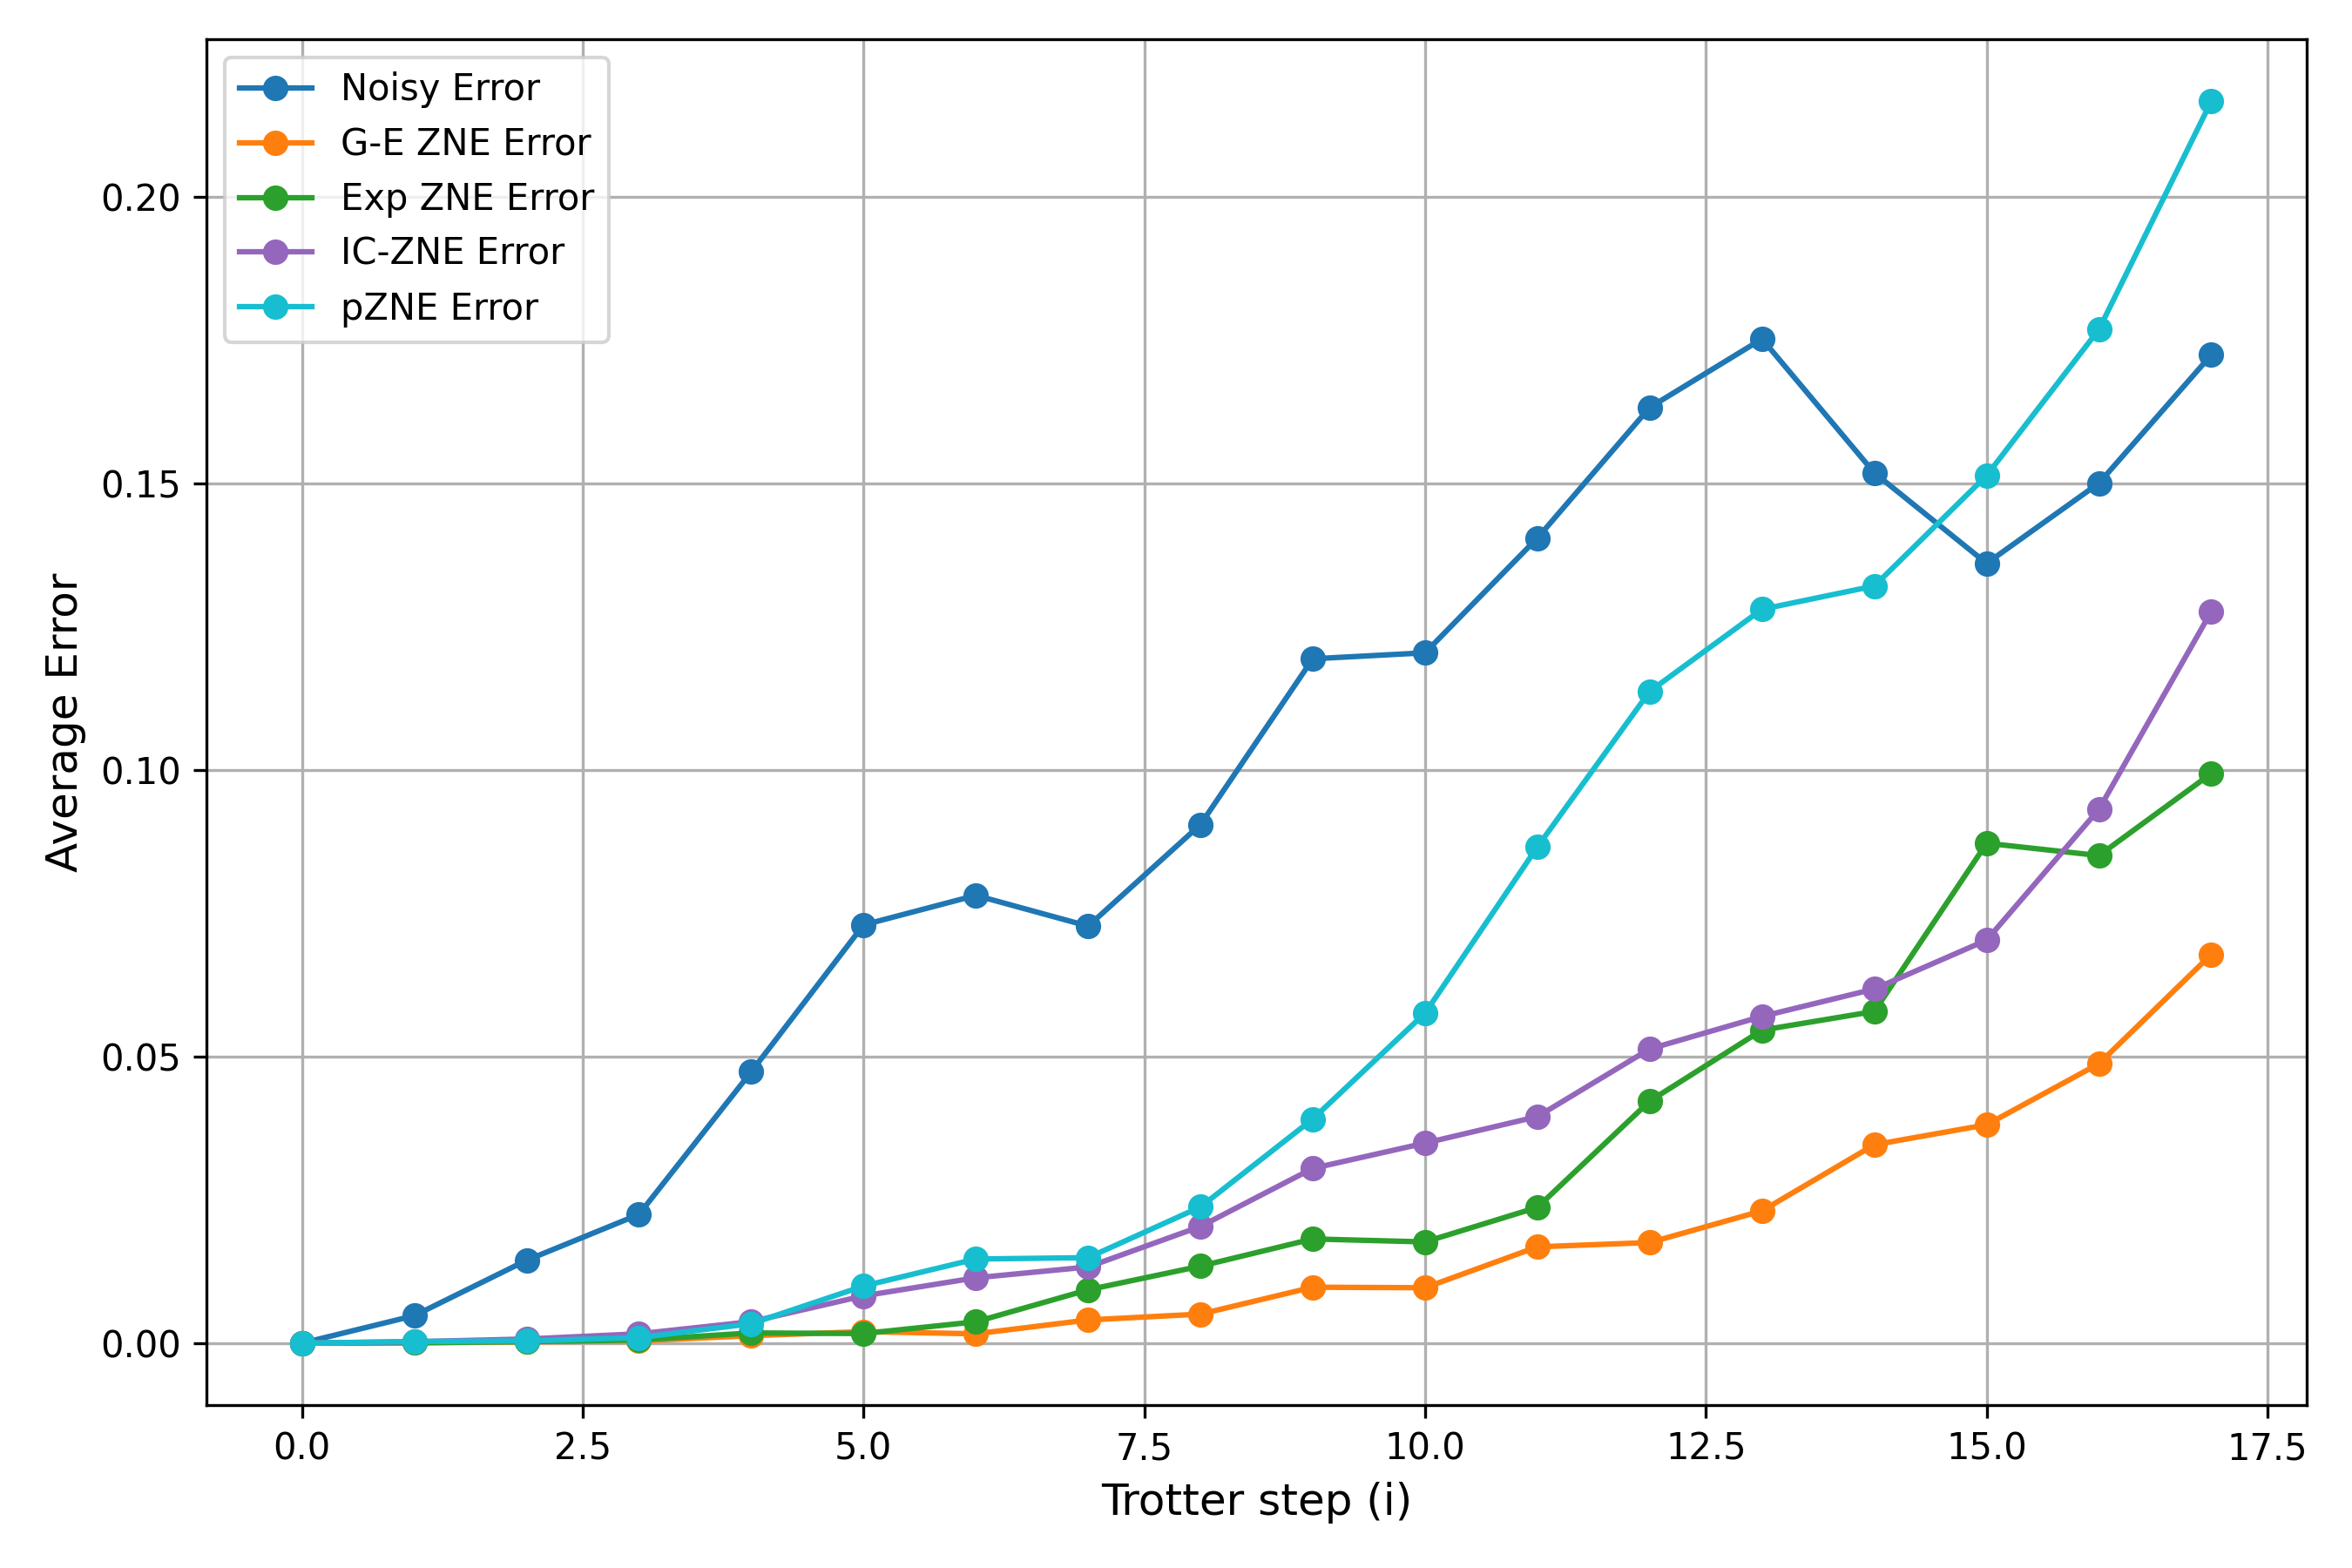 Noisy Error
G-E ZNE Error
Exp ZNE Error
IC-ZNE Error
pZNE Error
0.20
0.15
0.10
0.05
0.00
Average Error
0.0 2.5 5.0 7.5 10.0 12.5 15.0 17.5
Trotter step (i)